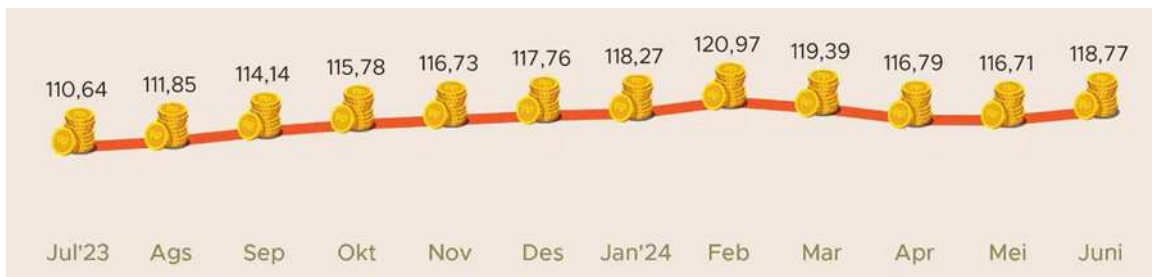 110,64 111,85 114,14 115,78 116,73 117,76 118,27 120,97 119,39 116,79 116,71 118,77
Jul'23 Ags Sep Okt Nov Des Jan'24 Feb Mar Apr Mei Juni